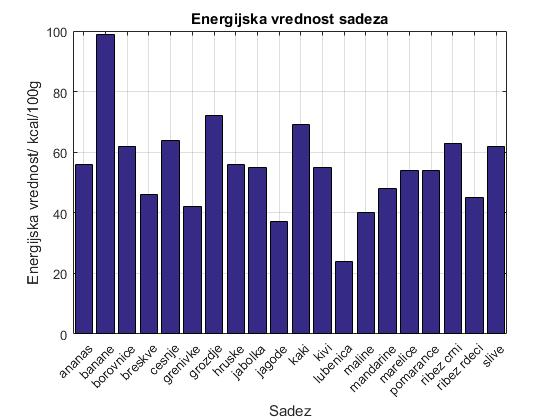 Energijska vrednost sadeza
Energijska vrednost/ kcal/100g
100
80
60
40
20
0
ananas
banane
borovnice
breskve
cesnje
grenivke
grozdje
hruske
jabolka
jagode
kaki
kivi
lubenica
maline
mandarine
marelice
pomarance
ribez crni
ribez rdeci
slive
Sadez